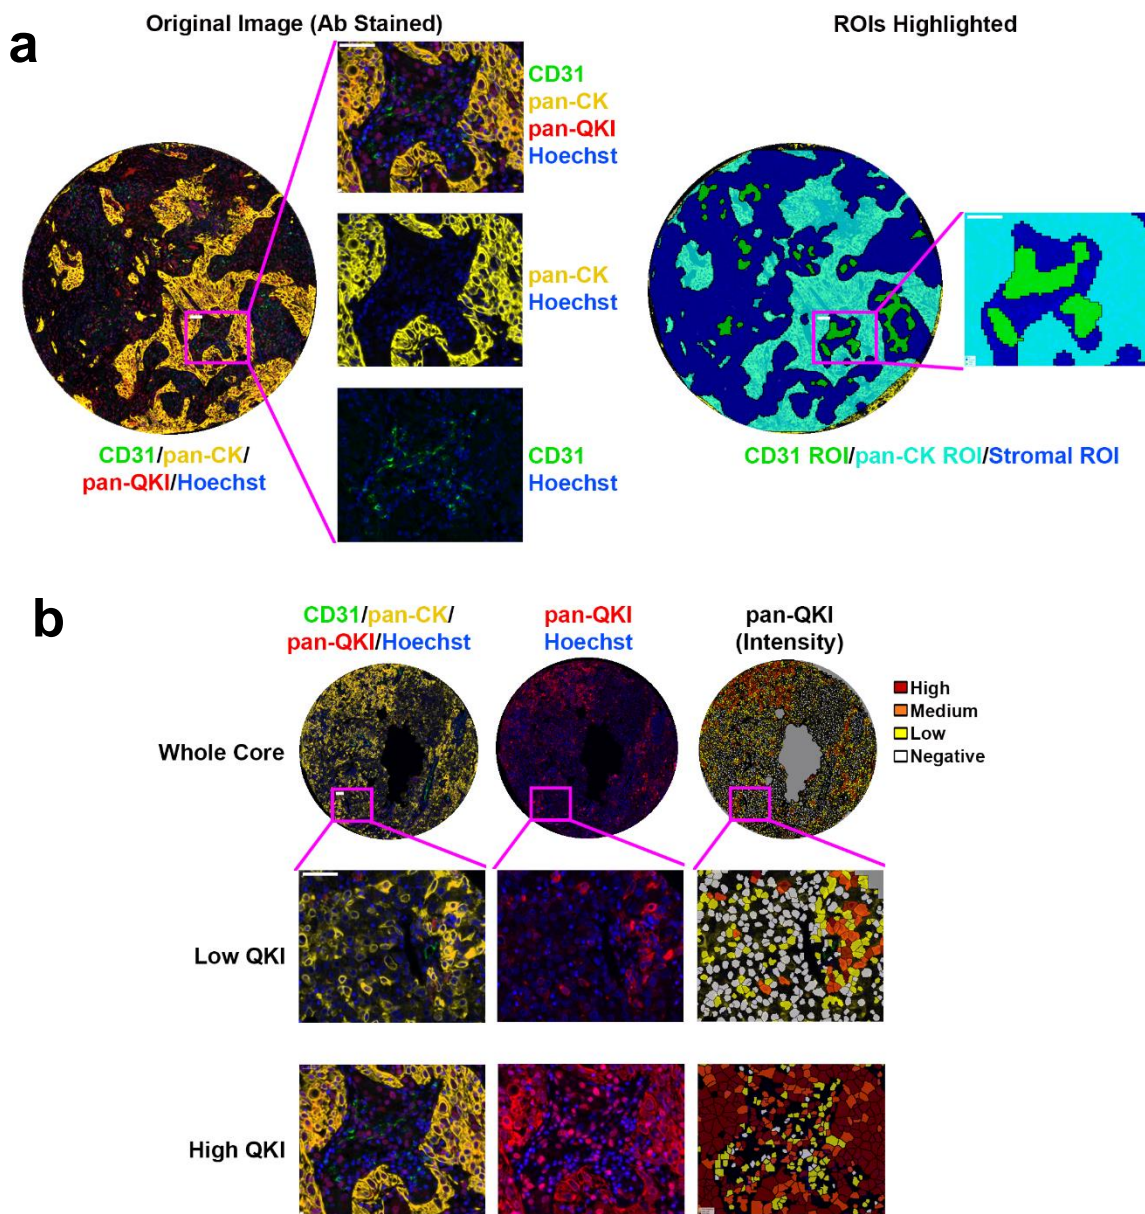 a
Original Image (Ab Stained)
ROIs Highlighted
CD31
pan-CK
pan-QKI
Hoechst
pan-CK
Hoechst
CD31
Hoechst
CD31/pan-CK/
pan-QKI/Hoechst
CD31 ROI/pan-CK ROI/Stromal ROI
b
CD31/pan-CK/
pan-QKI/Hoechst
pan-QKI
Hoechst
pan-QKI
(Intensity)
High
Medium
Low
Negative
Whole Core
Low QKI
High QKI